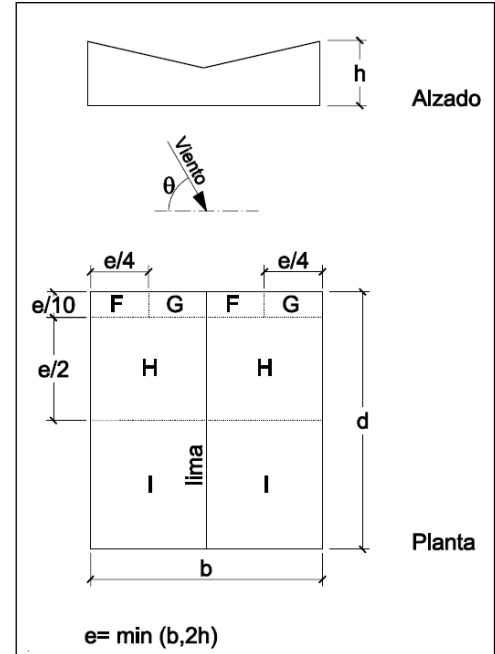 h
Alzado
Viento
θ
e/4 e/4
e/10 F G F G
e/2 H H
d
I lima I
Planta
b
e= min (b,2h)